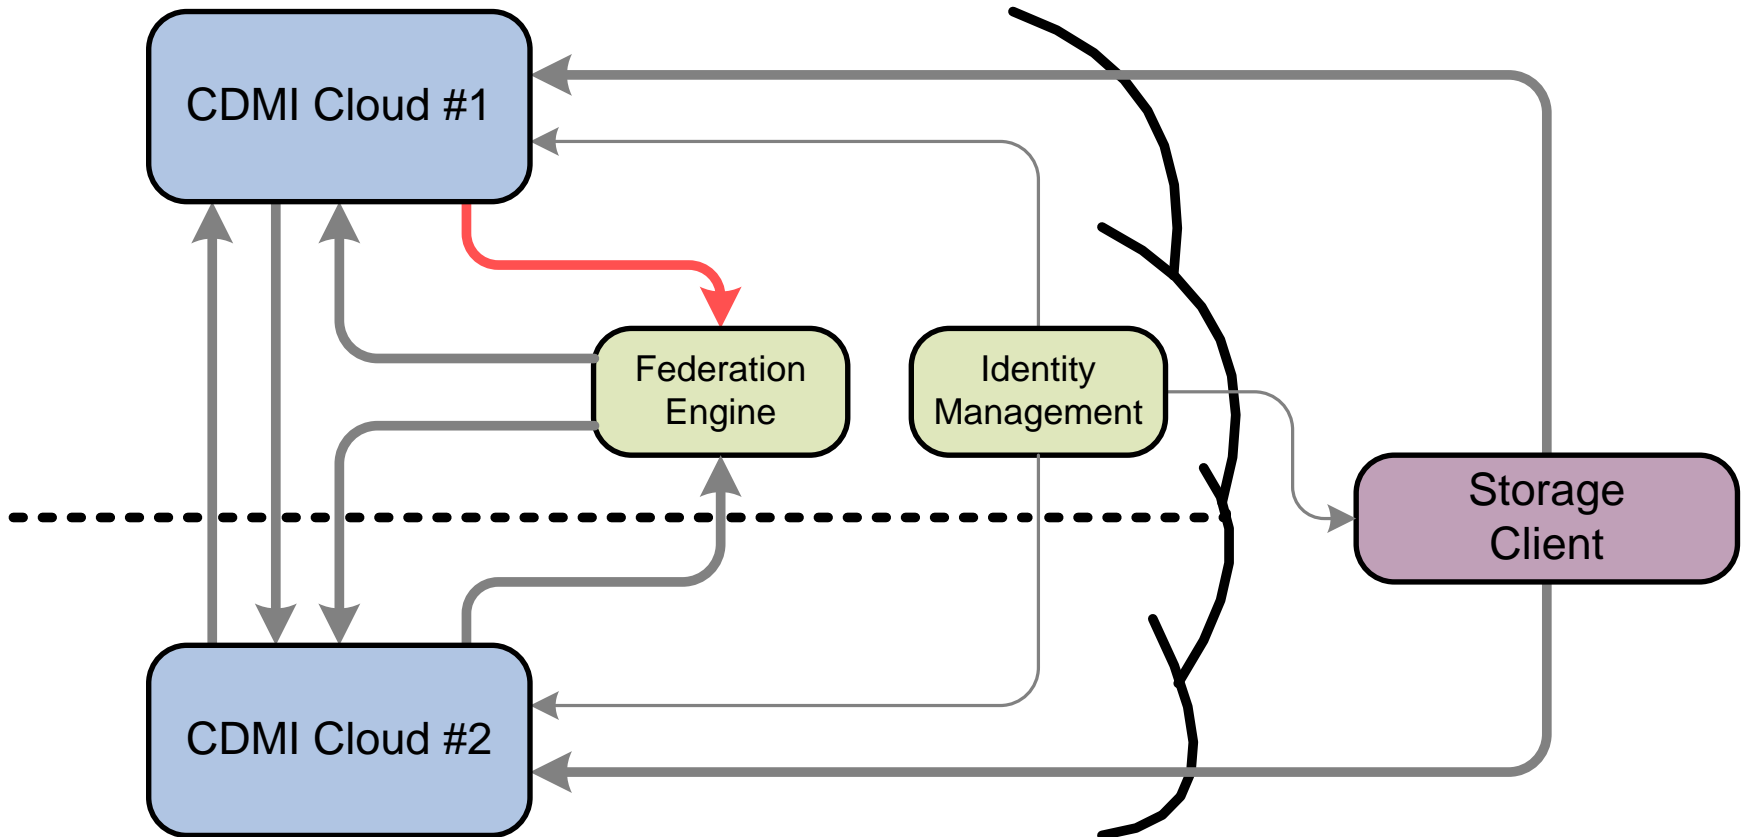 CDMI Cloud #1
Federation
Engine
Identity
Management
Storage
Client
CDMI Cloud #2